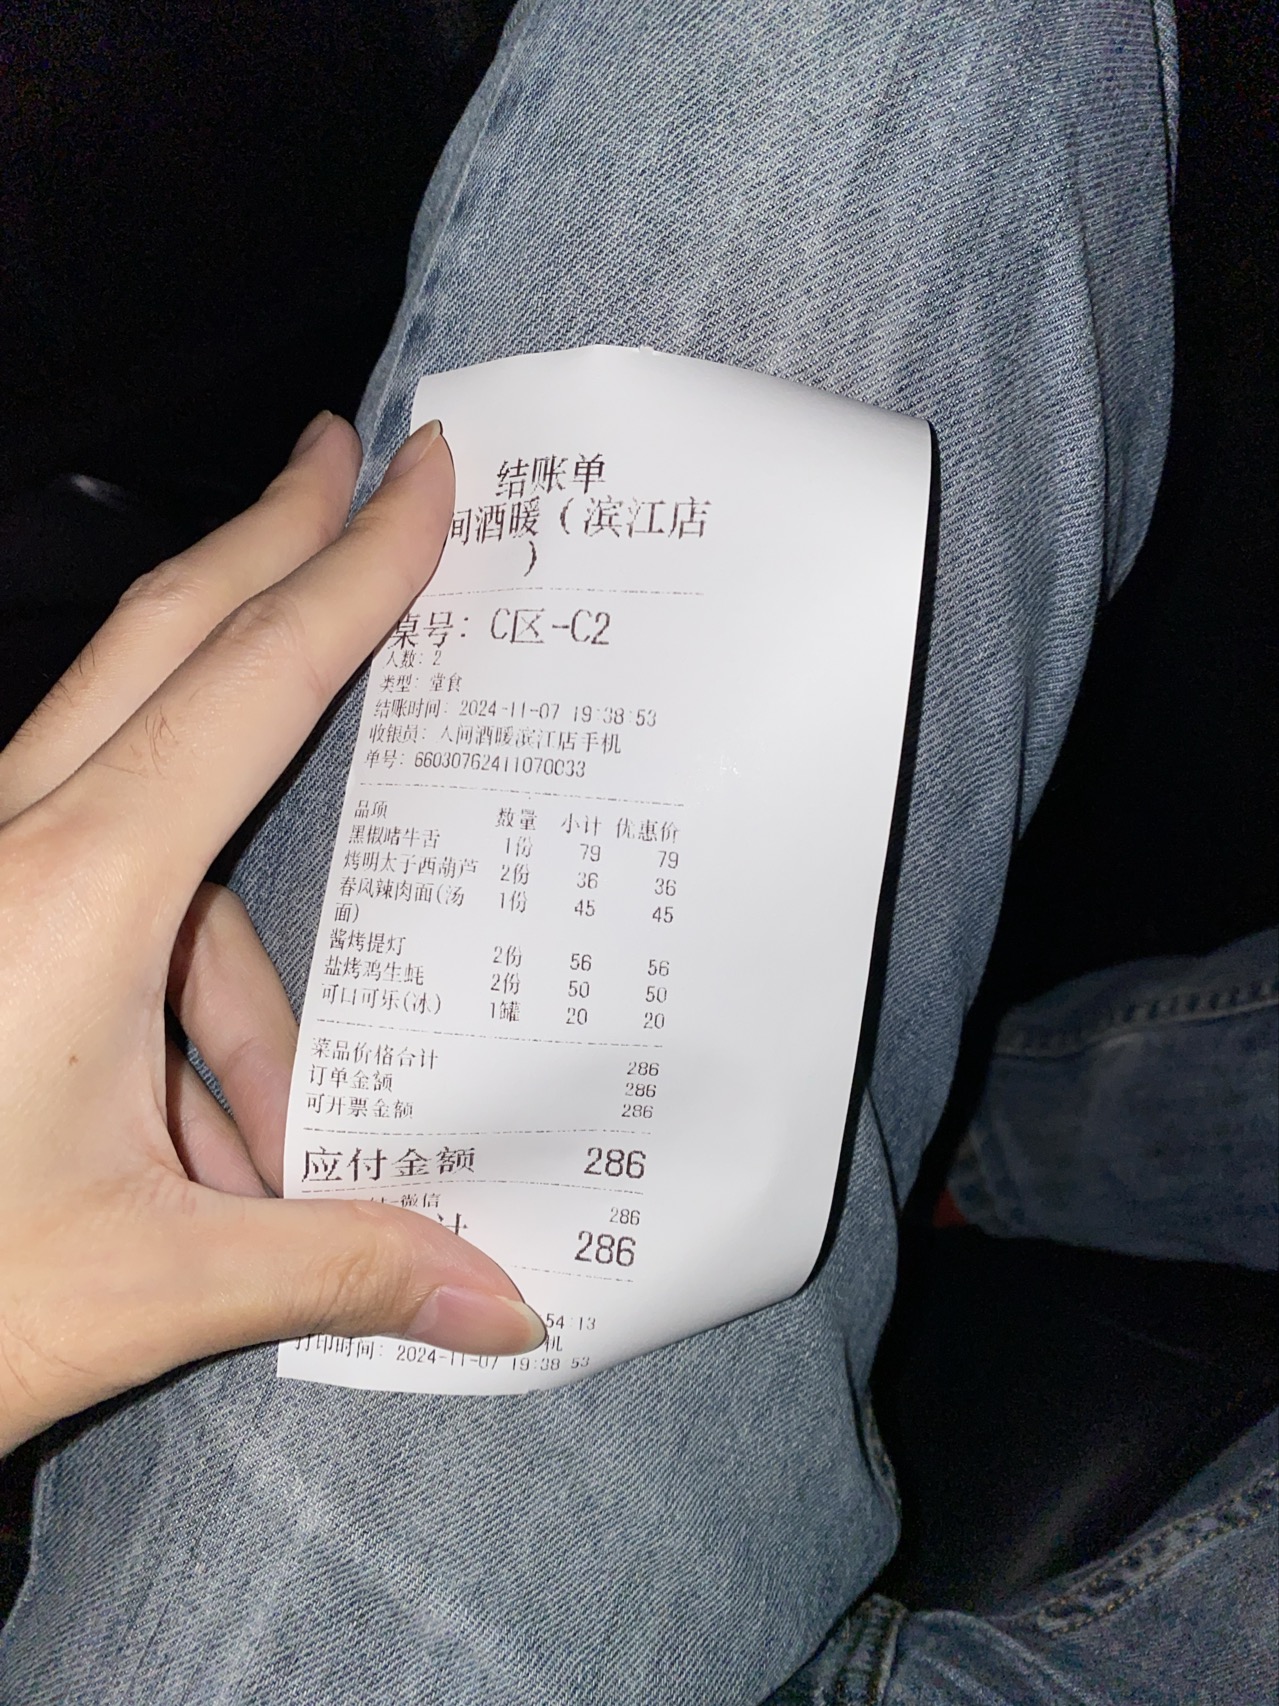 结账单
间酒暖（滨江店
）
桌号：C区-C2
人数：2
类型：堂食
结账时间：2024-11-07 19:38:53
收银员：人间酒暖滨江店手机
单号：66030762411070033
品项 数量 小计 优惠价
黑椒啫牛舌 1份 79 79
烤明太子西葫芦 2份 36 36
春风辣肉面(汤 1份 45 45
面)
酱烤提灯 2份 56 56
盐烤鸡生蚝 2份 50 50
可口可乐(冰) 1罐 20 20
菜品价格合计 286
订单金额 286
可开票金额 286
应付金额 286
微信 286
计 286
54:13
机
打印时间：2024-11-07 19:38:53